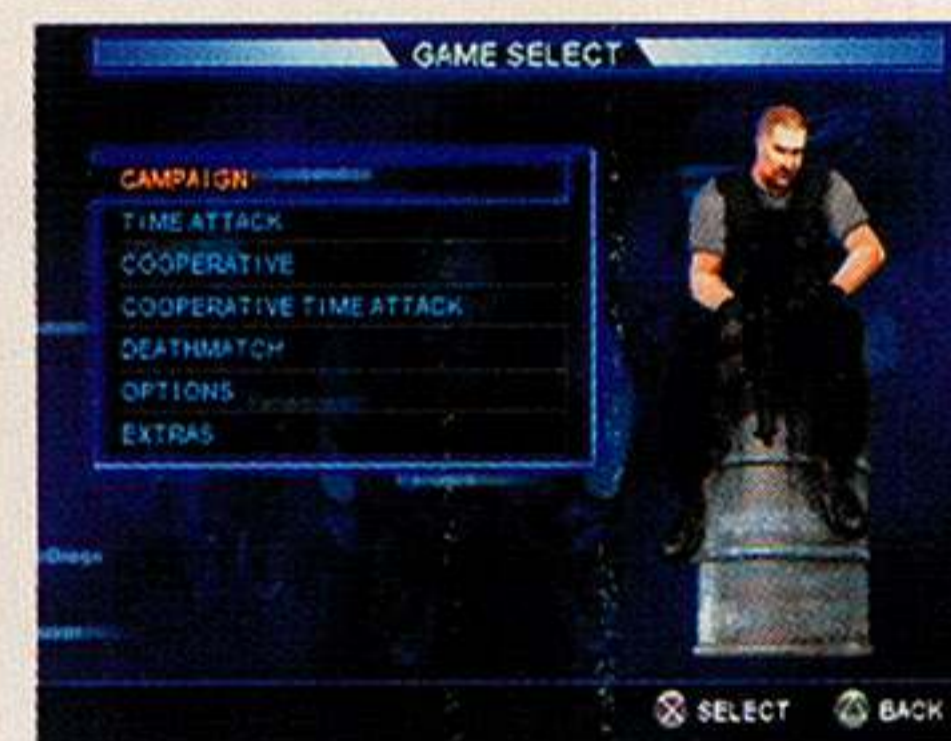 GAME SELECT
CAMPAIGN
TIME ATTACK
COOPERATIVE
COOPERATIVE TIME ATTACK
DEATHMATCH
OPTIONS
EXTRAS
SELECT BACK